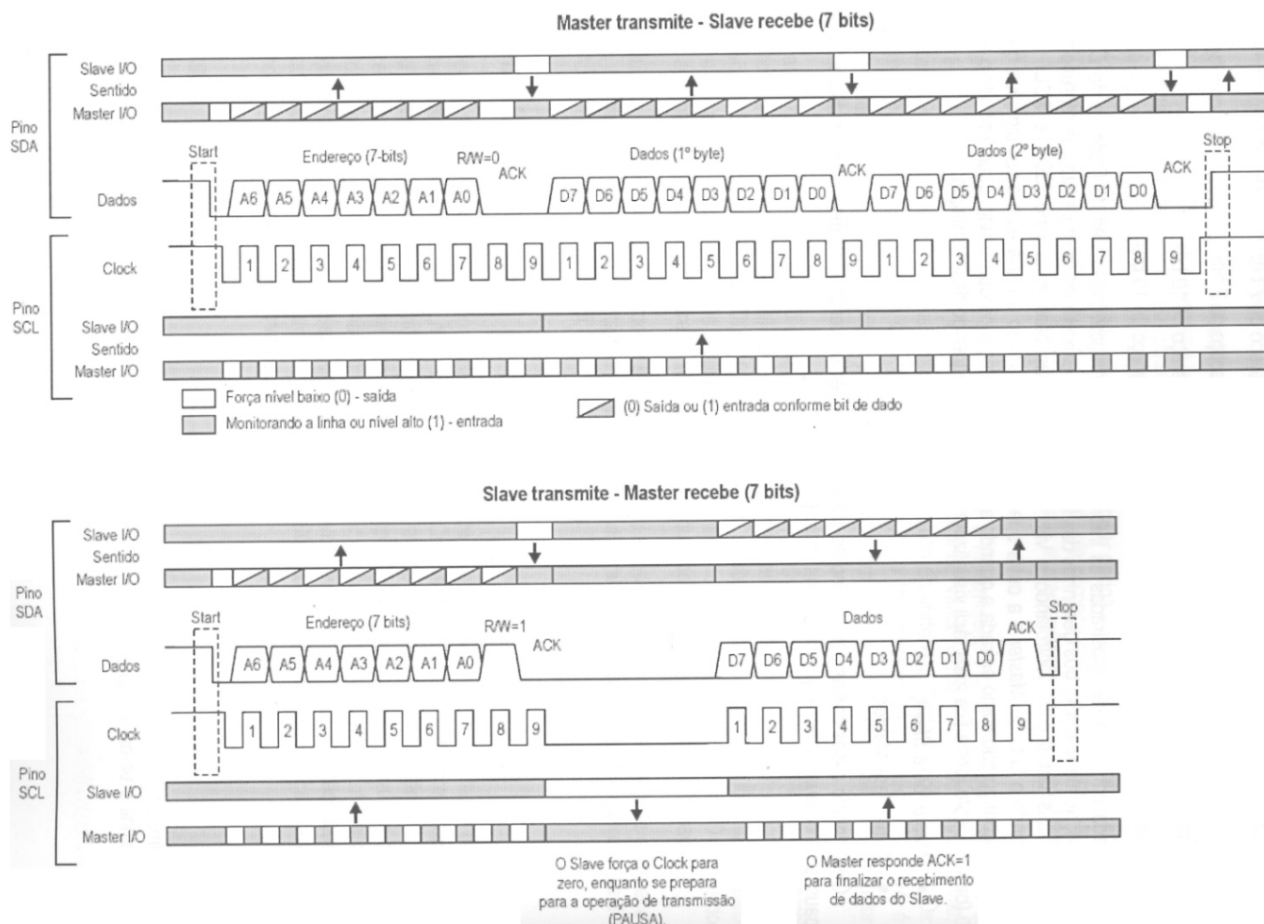 Master transmite - Slave recebe (7 bits)
Slave I/O
Sentido
Master I/O
Pino
SDA
Start
Endereço (7-bits)
R/W=0
ACK
Dados (1º byte)
ACK
Dados (2º byte)
ACK
Stop
Dados
A6 A5 A4 A3 A2 A1 A0 D7 D6 D5 D4 D3 D2 D1 D0 D7 D6 D5 D4 D3 D2 D1 D0
Clock
1 2 3 4 5 6 7 8 9 1 2 3 4 5 6 7 8 9 1 2 3 4 5 6 7 8 9
Pino
SCL
Slave I/O
Sentido
Master I/O
Força nível baixo (0) - saída
(0) Saída ou (1) entrada conforme bit de dado
Monitorando a linha ou nível alto (1) - entrada
Slave transmite - Master recebe (7 bits)
Slave I/O
Sentido
Master I/O
Pino
SDA
Start
Endereço (7 bits)
R/W=1
ACK
Dados
ACK
Stop
Dados
A6 A5 A4 A3 A2 A1 A0 D7 D6 D5 D4 D3 D2 D1 D0
Clock
1 2 3 4 5 6 7 8 9 1 2 3 4 5 6 7 8 9
Pino
SCL
Slave I/O
Master I/O
O Slave força o Clock para
zero, enquanto se prepara
para a operação de transmissão
(PAUSA).
O Master responde ACK=1
para finalizar o recebimento
de dados do Slave.